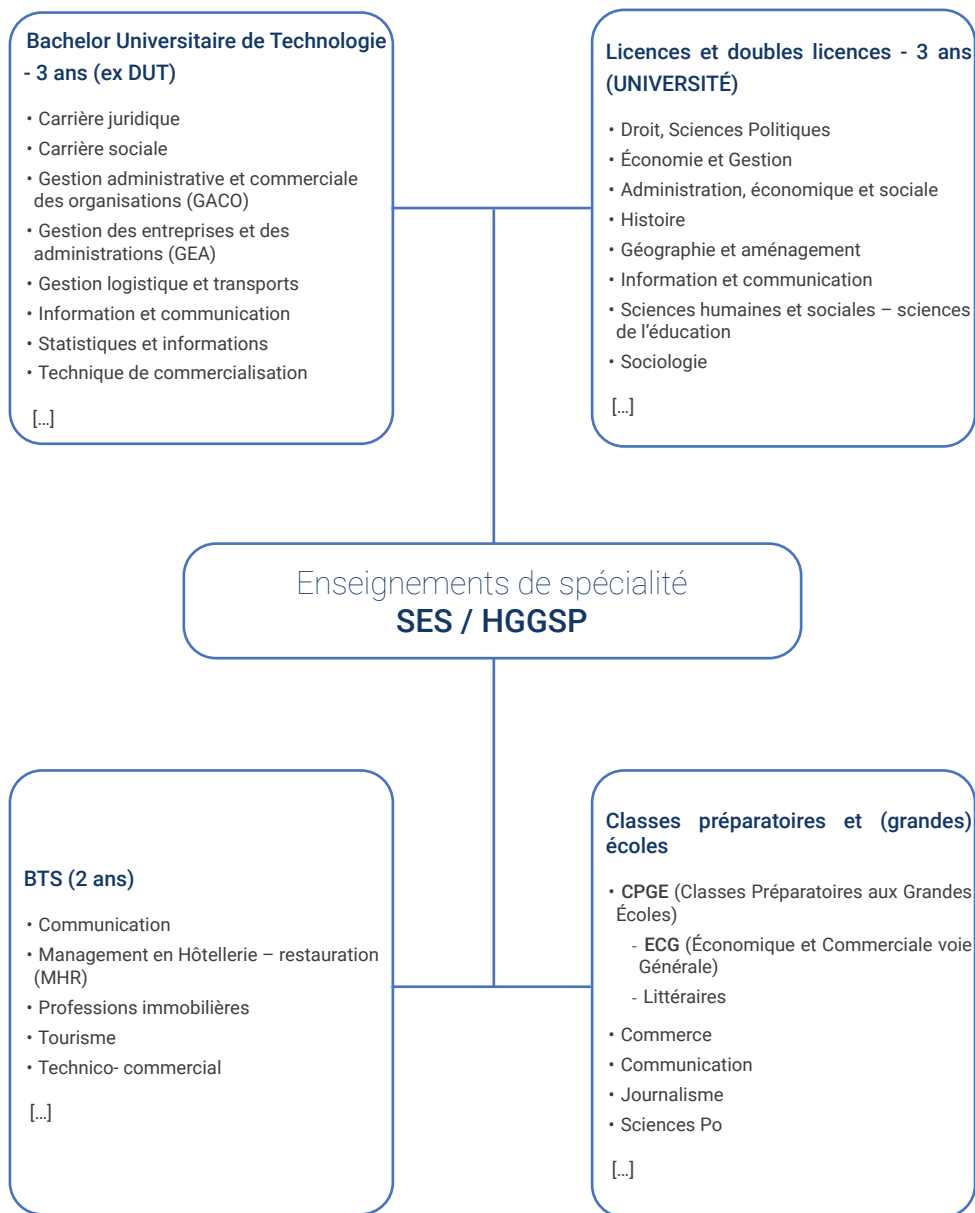 Bachelor Universitaire de Technologie
- 3 ans (ex DUT)
• Carrière juridique
• Carrière sociale
• Gestion administrative et commerciale
des organisations (GACO)
• Gestion des entreprises et des
administrations (GEA)
• Gestion logistique et transports
• Information et communication
• Statistiques et informations
• Technique de commercialisation
[...]
Licences et doubles licences - 3 ans
(UNIVERSITÉ)
• Droit, Sciences Politiques
• Économie et Gestion
• Administration, économique et sociale
• Histoire
• Géographie et aménagement
• Information et communication
• Sciences humaines et sociales – sciences
de l'éducation
• Sociologie
[...]
Enseignements de spécialité
SES / HGGSP
BTS (2 ans)
• Communication
• Management en Hôtellerie – restauration
(MHR)
• Professions immobilières
• Tourisme
• Technico- commercial
[...]
Classes préparatoires et (grandes)
écoles
• CPGE (Classes Préparatoires aux Grandes
Écoles)
- ECG (Économique et Commerciale voie
Générale)
- Littéraires
• Commerce
• Communication
• Journalisme
• Sciences Po
[...]